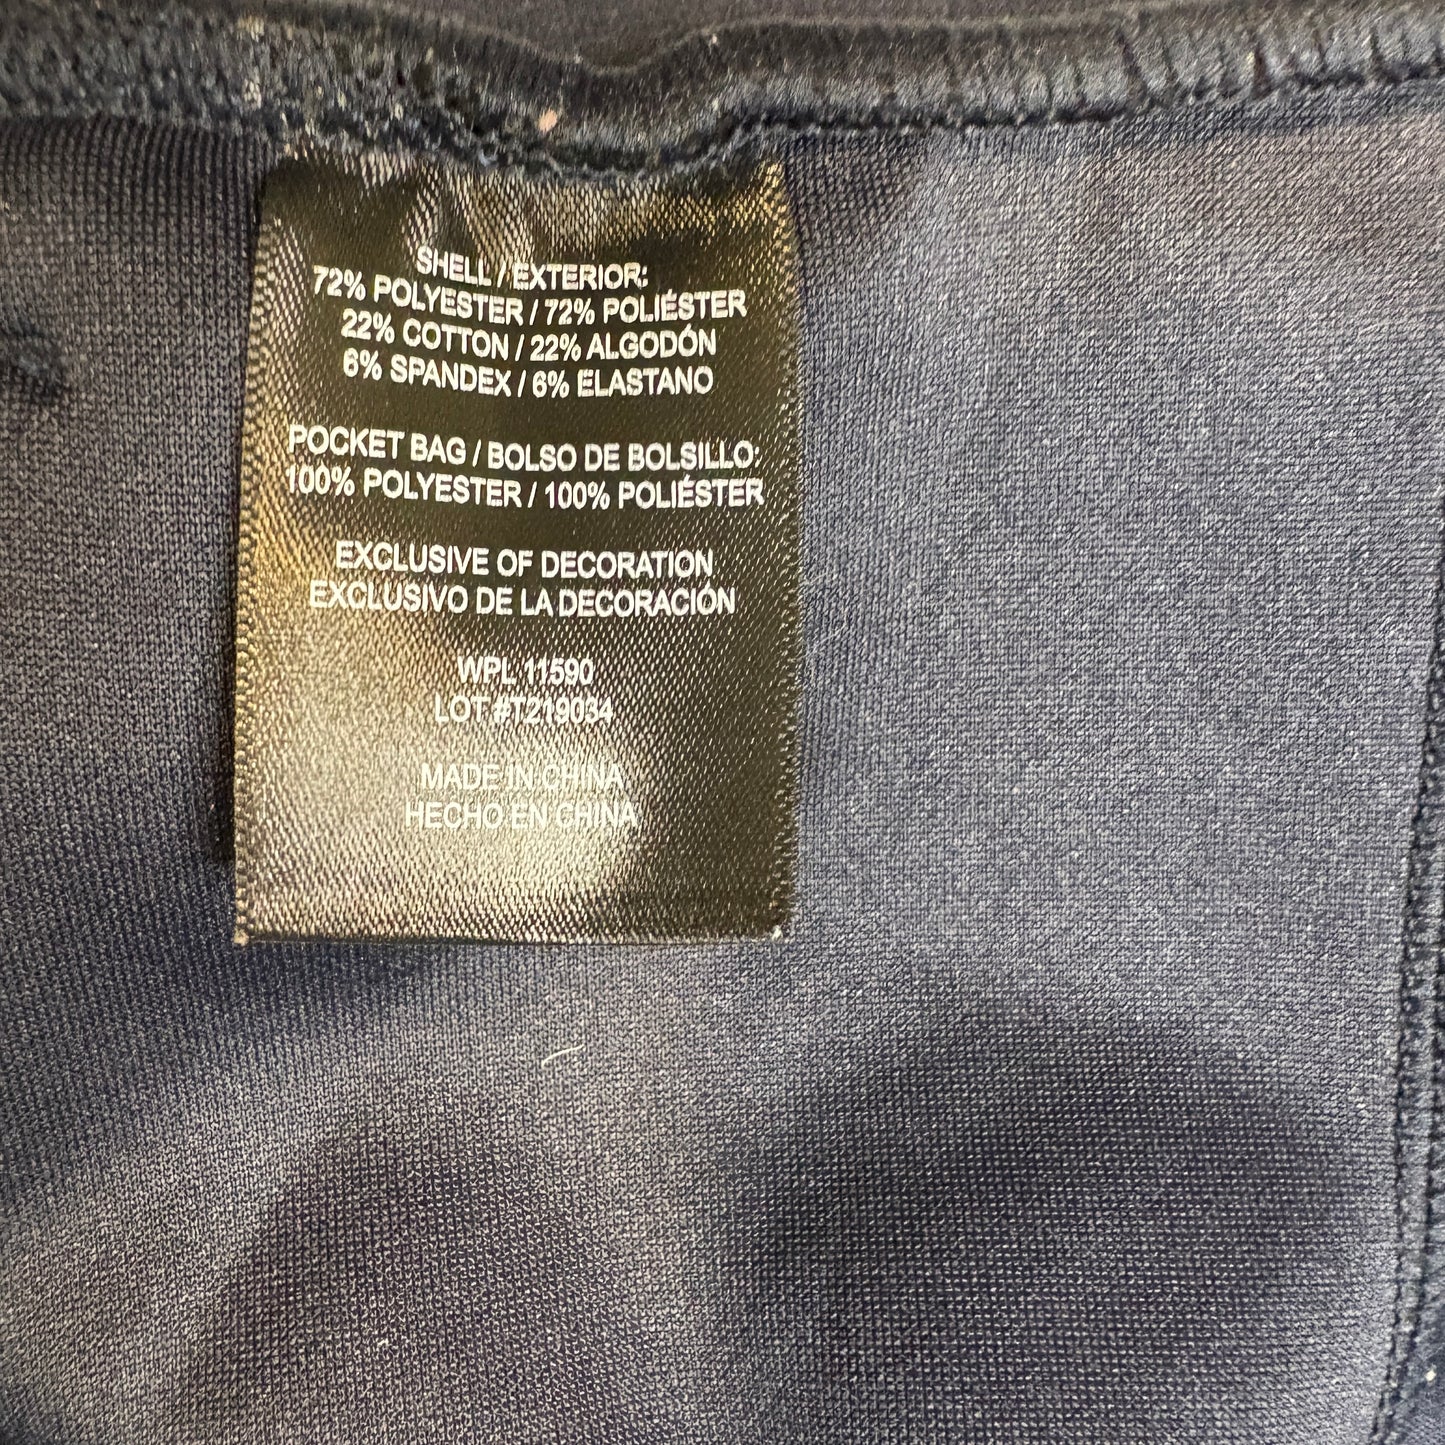 SHELL / EXTERIOR:
72% POLYESTER / 72% POLIÉSTER
22% COTTON / 22% ALGODÓN
6% SPANDEX / 6% ELASTANO
POCKET BAG / BOLSO DE BOLSILLO:
100% POLYESTER / 100% POLIÉSTER
EXCLUSIVE OF DECORATION
EXCLUSIVO DE LA DECORACIÓN
WPL 11590
LOT #T219034
MADE IN CHINA
HECHO EN CHINA